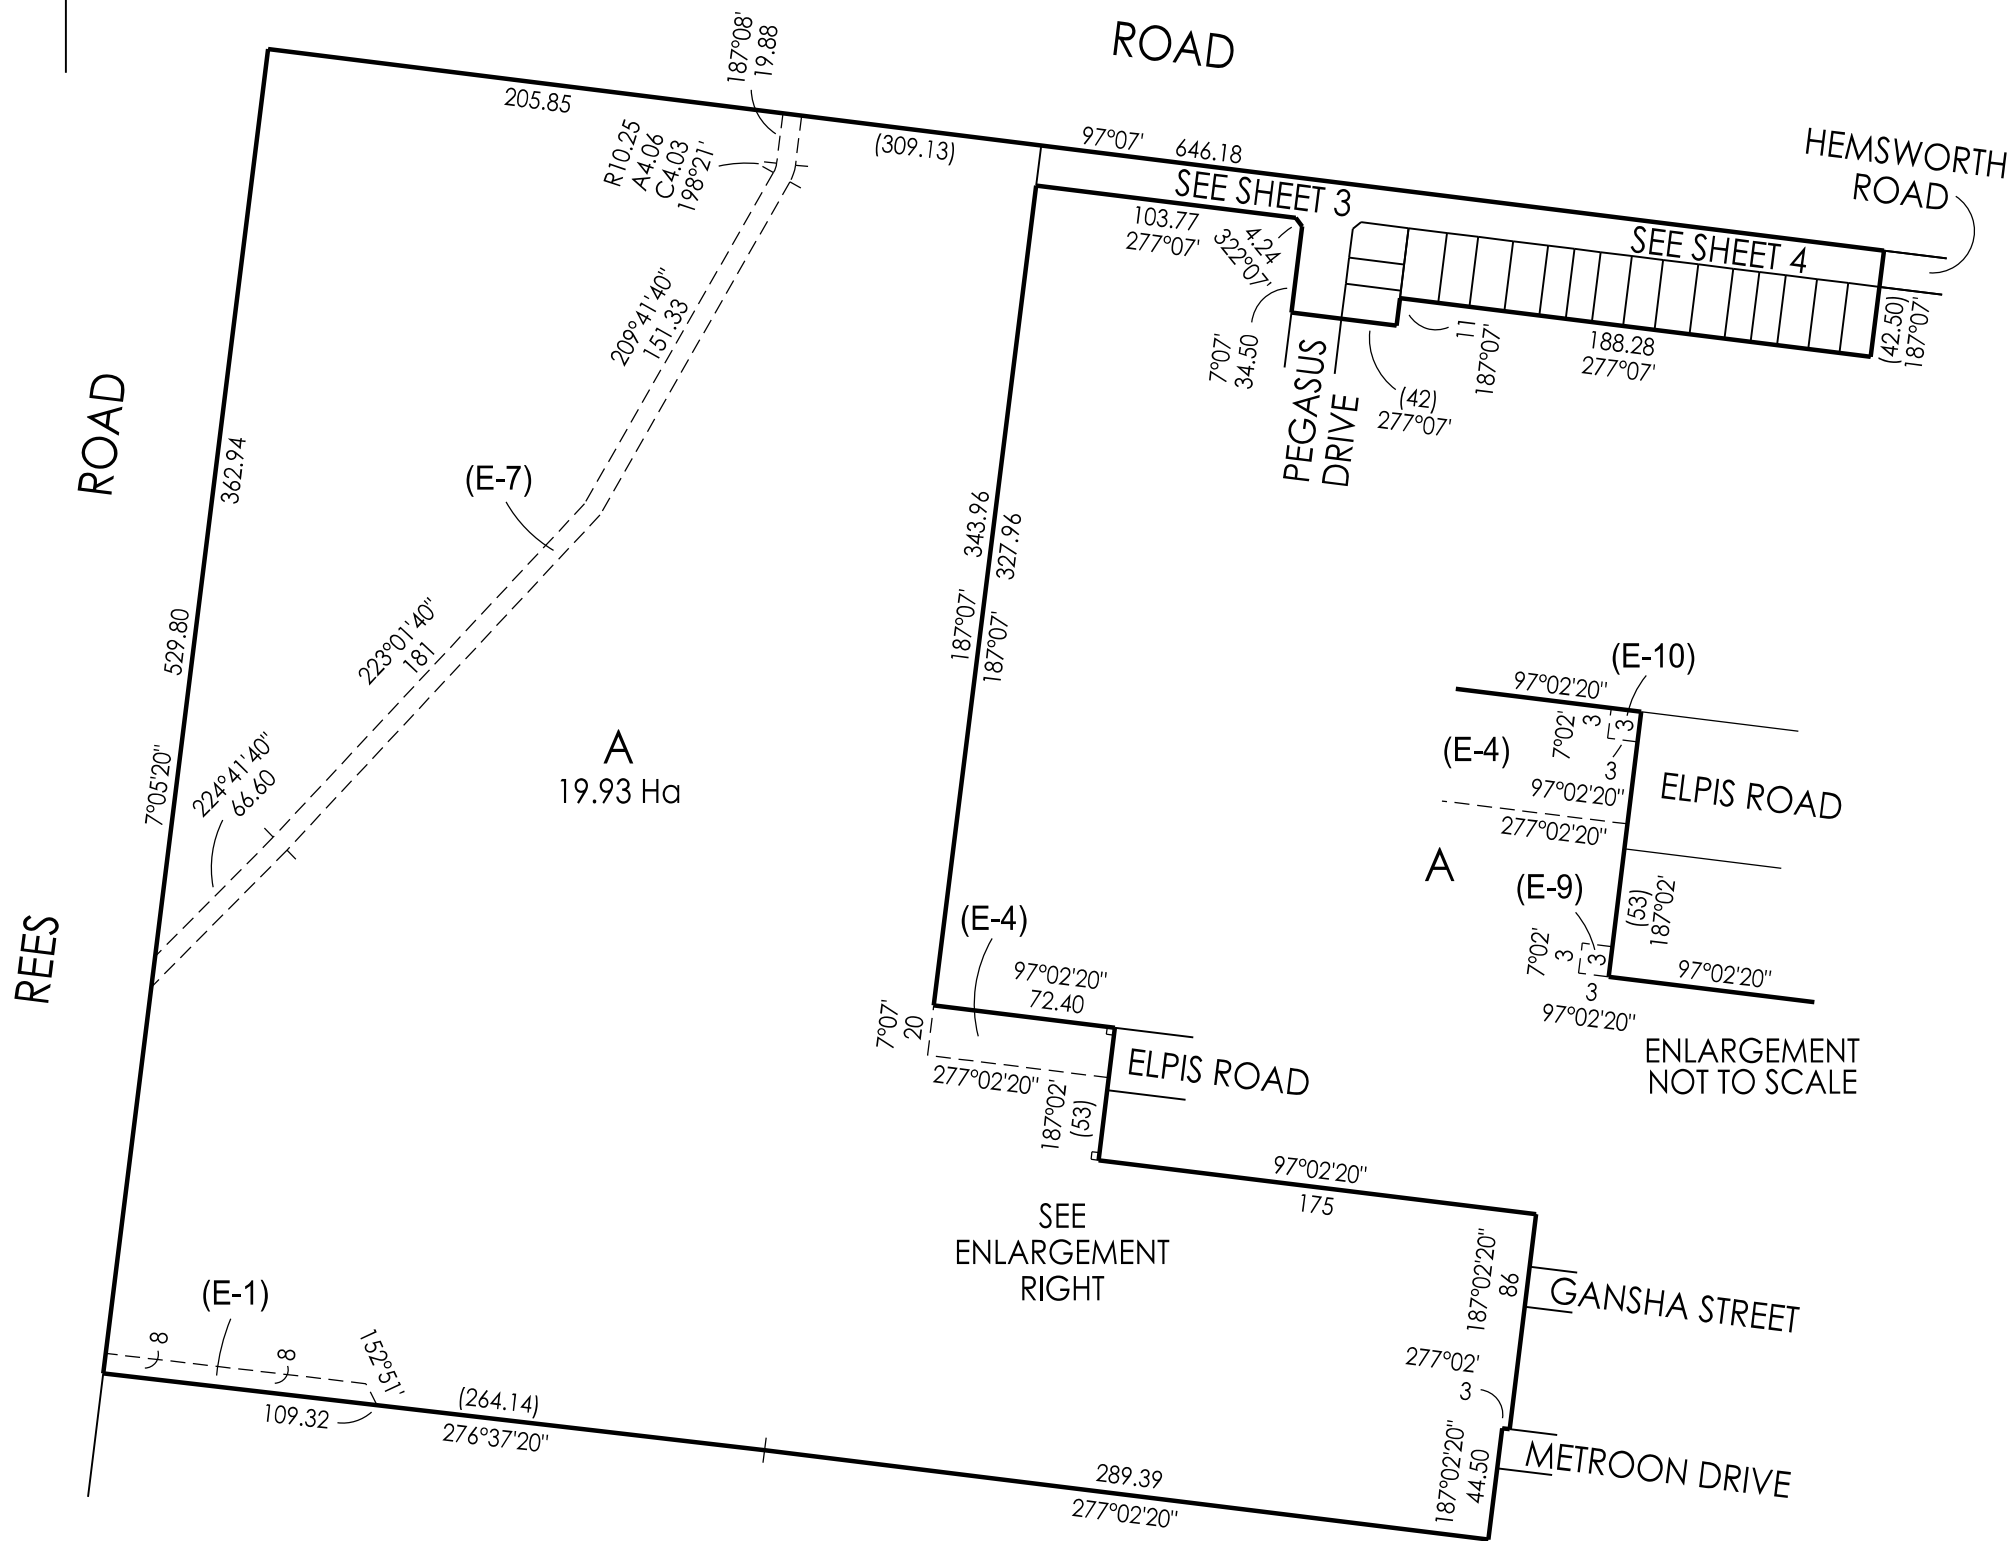 ROAD
187°08'
19.88
205.85
R10.25
A4.06
C4.03
198°21'
(309.13)
97°07' 646.18
HEMSWORTH
ROAD
SEE SHEET 3
SEE SHEET 4
103.77
277°07'
4.24
322°07'
7°07'
34.50
PEGASUS
DRIVE
(42)
277°07'
11
187°07'
188.28
277°07'
(42.50)
187°07'
209°41'40"
151.33
ROAD
362.94
(E-7)
343.96
327.96
187°07'
187°07'
529.80
223°01'40"
181
7°05'20"
224°41'40"
66.60
A
19.93 Ha
(E-10)
97°02'20"
7°02'
3
3
3
(E-4)
97°02'20"
277°02'20"
ELPIS ROAD
A
(E-9)
(53)
187°02'
7°02'
3
3
3
97°02'20"
97°02'20"
ENLARGEMENT
NOT TO SCALE
REES
(E-4)
97°02'20"
72.40
7°07'
20
277°02'20"
ELPIS ROAD
187°02'
(53)
97°02'20"
175
SEE
ENLARGEMENT
RIGHT
187°02'20"
86
GANSHA STREET
277°02'
3
187°02'20"
44.50
METROON DRIVE
(E-1)
8
8
152°51'
109.32
(264.14)
276°37'20"
289.39
277°02'20"